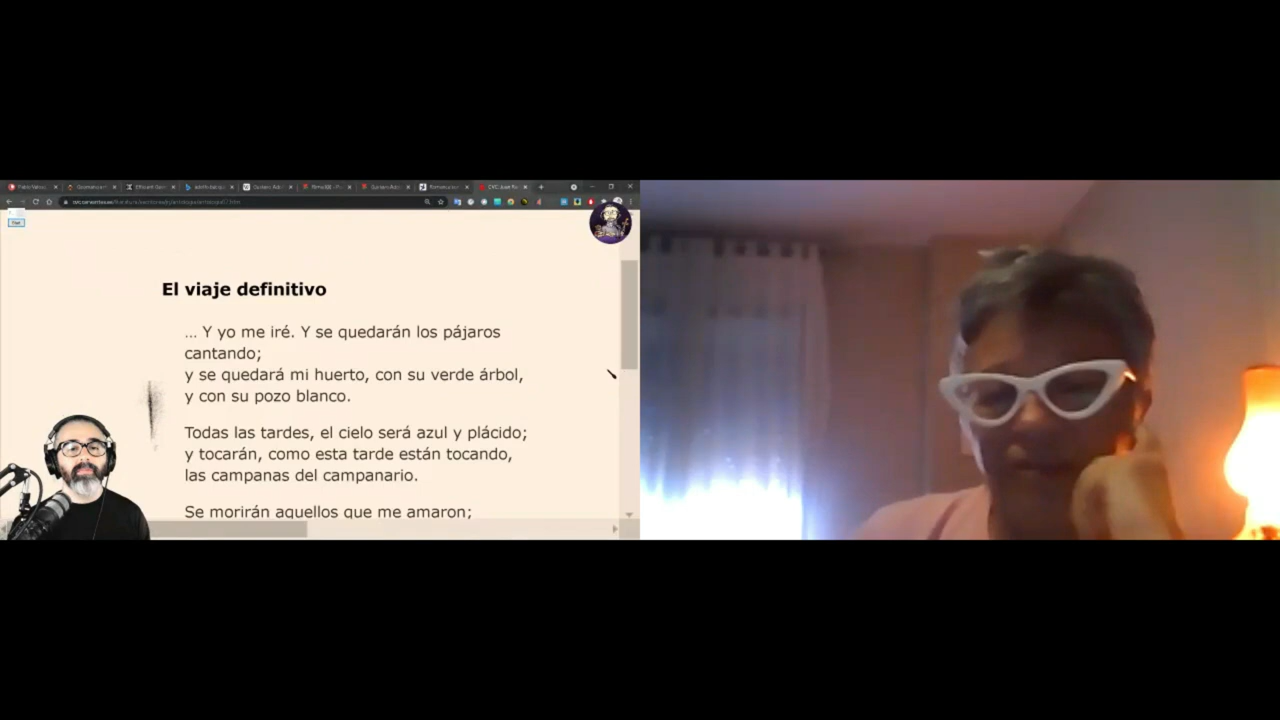 El viaje definitivo
... Y yo me iré. Y se quedarán los pájaros
cantando;
y se quedará mi huerto, con su verde árbol,
y con su pozo blanco.
Todas las tardes, el cielo será azul y plácido;
y tocarán, como esta tarde están tocando,
las campanas del campanario.
Se morirán aquellos que me amaron;